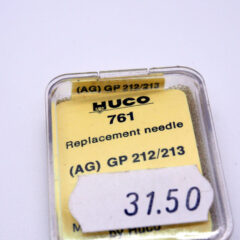 (AG) GP 212/213
HUCO
761
Replacement needle
(AG) GP 212/213
31.50
by Huco